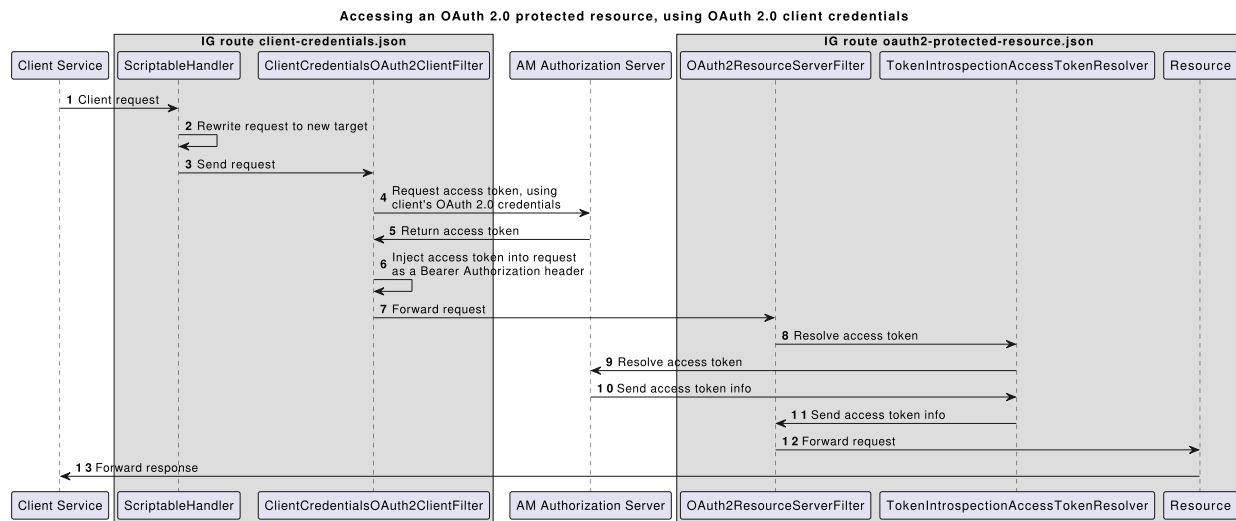 Accessing an OAuth 2.0 protected resource, using OAuth 2.0 client credentials
IG route client-credentials.json
IG route oauth2-protected-resource.json
Client Service
ScriptableHandler
ClientCredentialsOAuth2ClientFilter
AM Authorization Server
OAuth2ResourceServerFilter
TokenIntrospectionAccessTokenResolver
Resource
1 Client request
2 Rewrite request to new target
3 Send request
4 Request access token, using
client's OAuth 2.0 credentials
5 Return access token
6 Inject access token into request
as a Bearer Authorization header
7 Forward request
8 Resolve access token
9 Resolve access token
10 Send access token info
11 Send access token info
12 Forward request
13 Forward response
Client Service
ScriptableHandler
ClientCredentialsOAuth2ClientFilter
AM Authorization Server
OAuth2ResourceServerFilter
TokenIntrospectionAccessTokenResolver
Resource